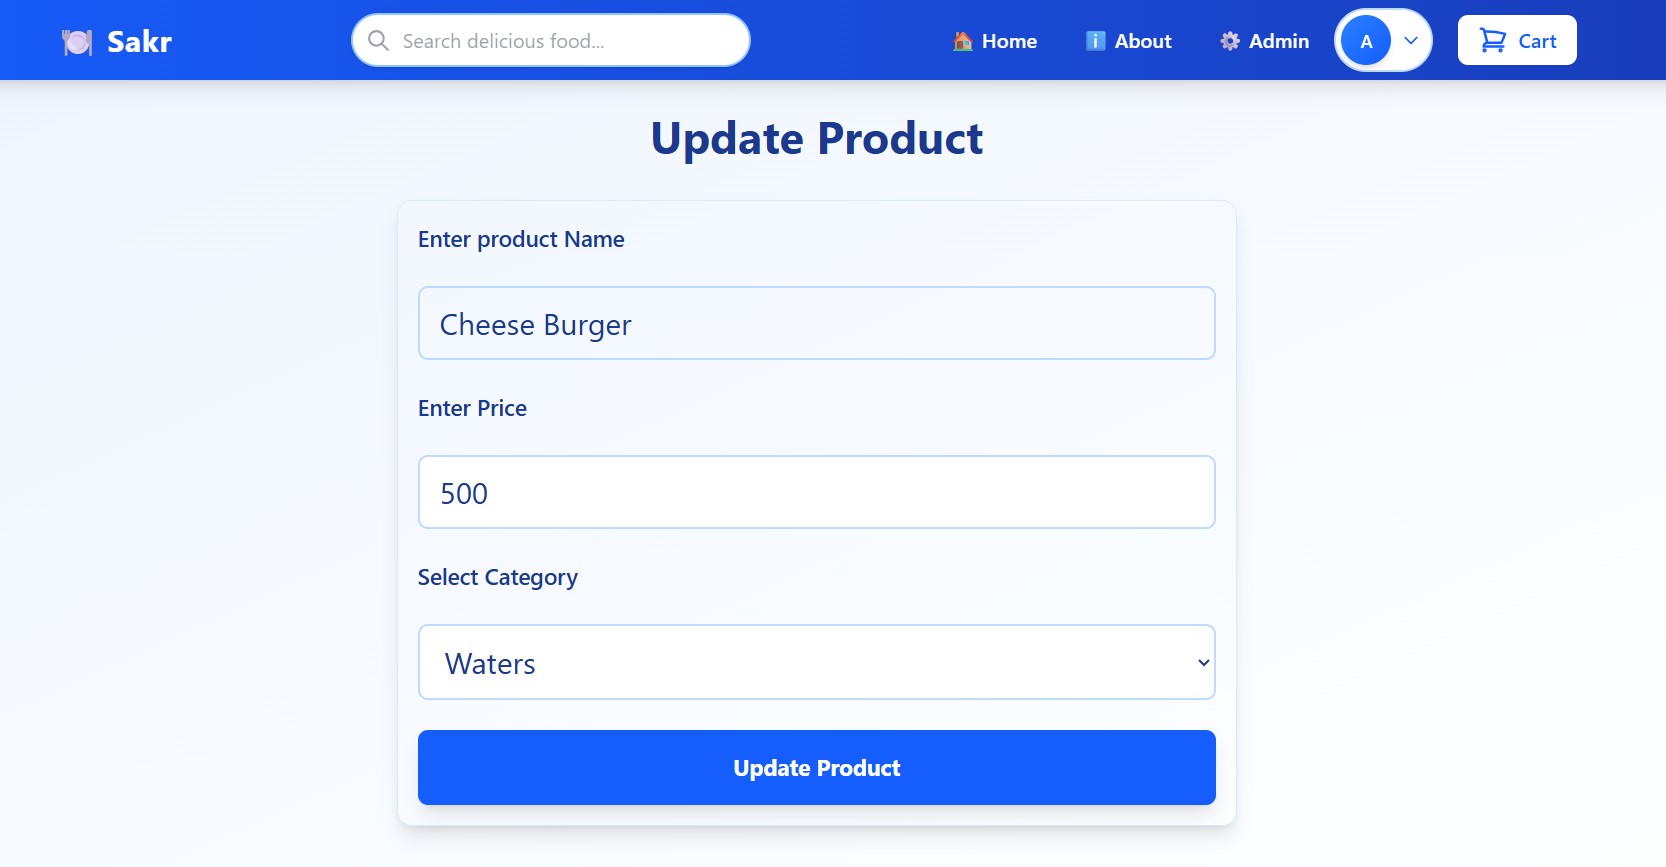 Sakr
Search delicious food...
Home
About
Admin
A
Cart
Update Product
Enter product Name
Cheese Burger
Enter Price
500
Select Category
Waters
Update Product